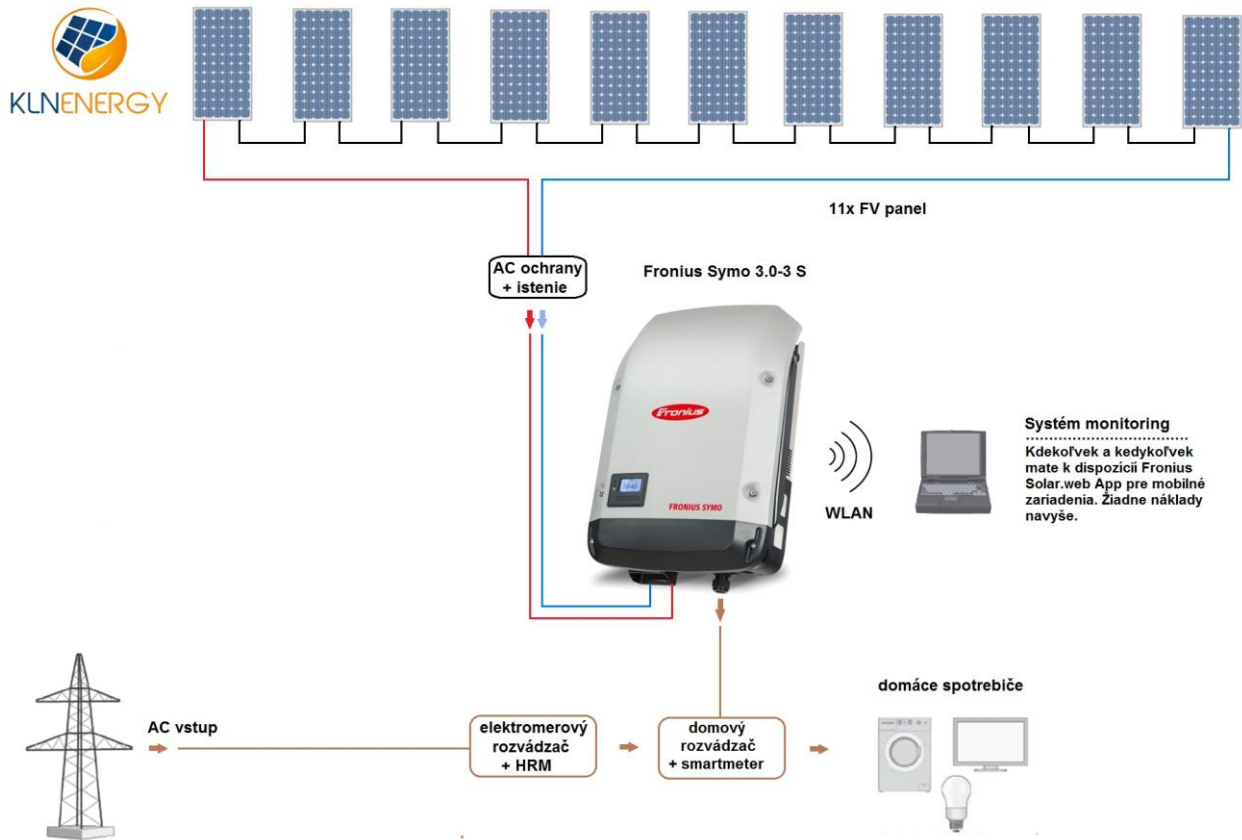 KLNENERGY
11x FV panel
AC ochrany
+ istenie
Fronius Symo 3.0-3 S
Fronius
FRONIUS SYMO
WLAN
Systém monitoring
Kdekoľvek a kedykoľvek
mate k dispozícii Fronius
Solar.web App pre mobilné
zariadenia. Žiadne náklady
navyše.
AC vstup
elektromerový
rozvádzač
+ HRM
domový
rozvádzač
+ smartmeter
domáce spotrebiče